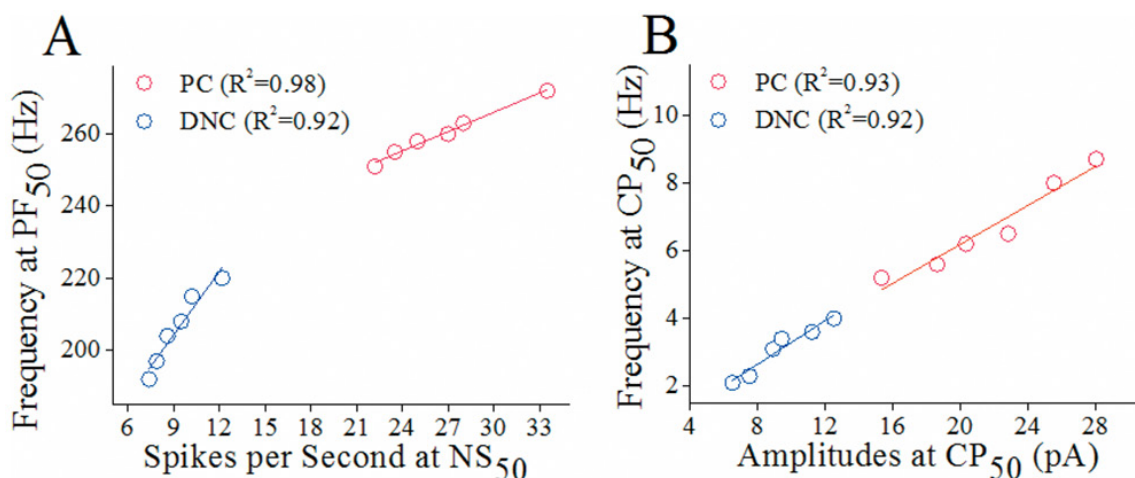 A
PC (R²=0.98)
DNC (R²=0.92)
Frequency at PF50 (Hz)
260
240
220
200
6 9 12 15 18 21 24 27 30 33
Spikes per Second at NS50
B
PC (R²=0.93)
DNC (R²=0.92)
Frequency at CP50 (Hz)
10
8
6
4
2
4 8 12 16 20 24 28
Amplitudes at CP50 (pA)